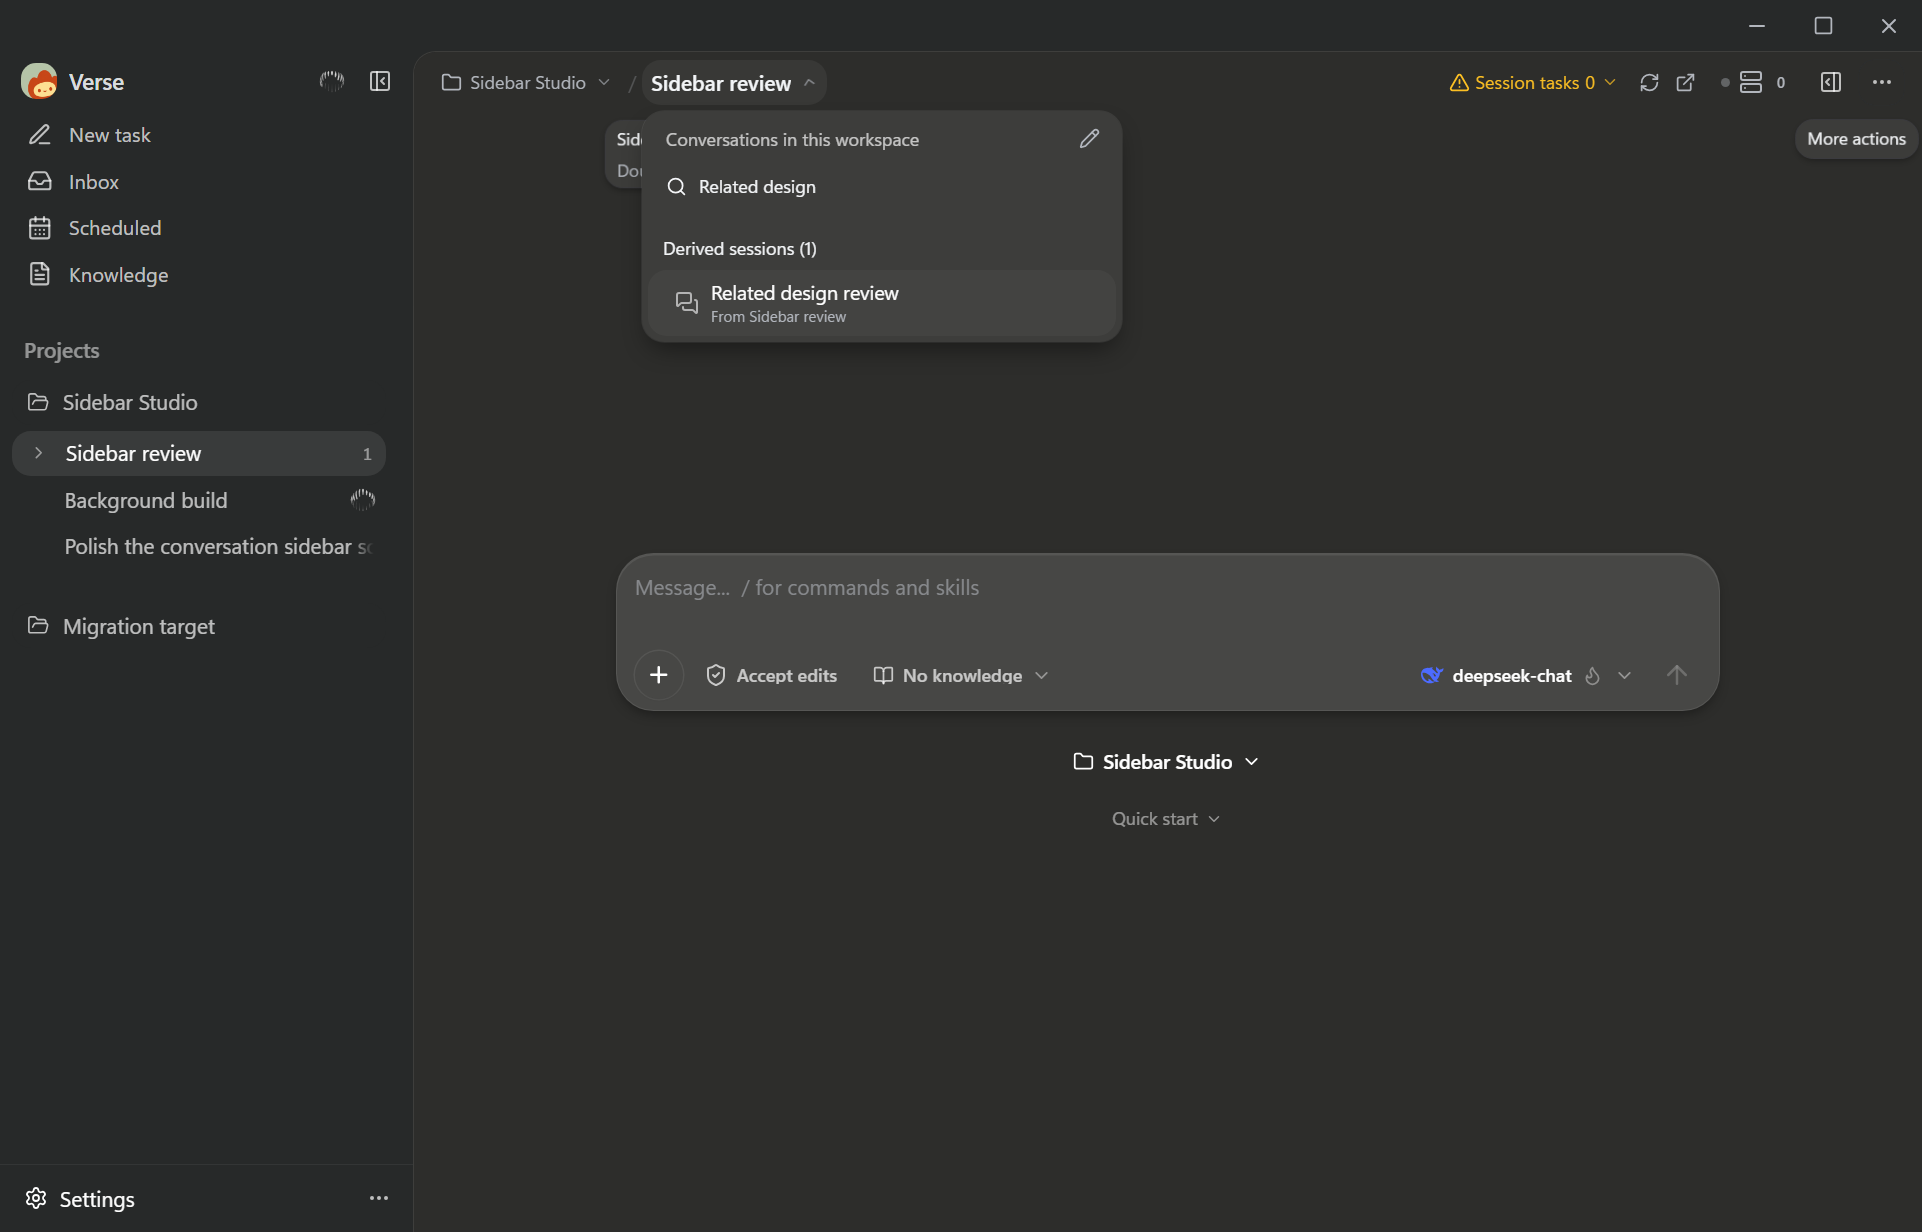 Verse
New task
Inbox
Scheduled
Knowledge
Projects
Sidebar Studio
Sidebar review 1
Background build
Polish the conversation sidebar
Migration target
Settings
Sidebar Studio / Sidebar review
Session tasks 0
0
More actions
Conversations in this workspace
Related design
Derived sessions (1)
Related design review
From Sidebar review
Message... / for commands and skills
Accept edits
No knowledge
deepseek-chat
Sidebar Studio
Quick start